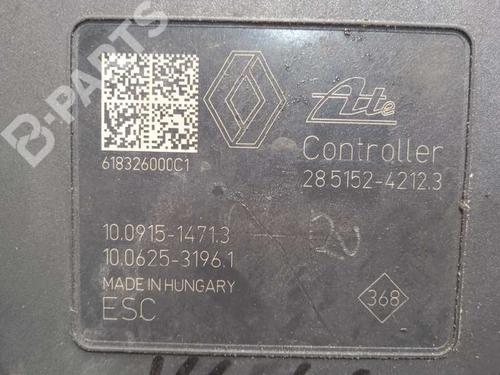 B-PARTS
Ate
618326000C1
Controller
28.5152-4212.3
10.0915-1471.3
10.0625-3196.1
MADE IN HUNGARY
ESC
368